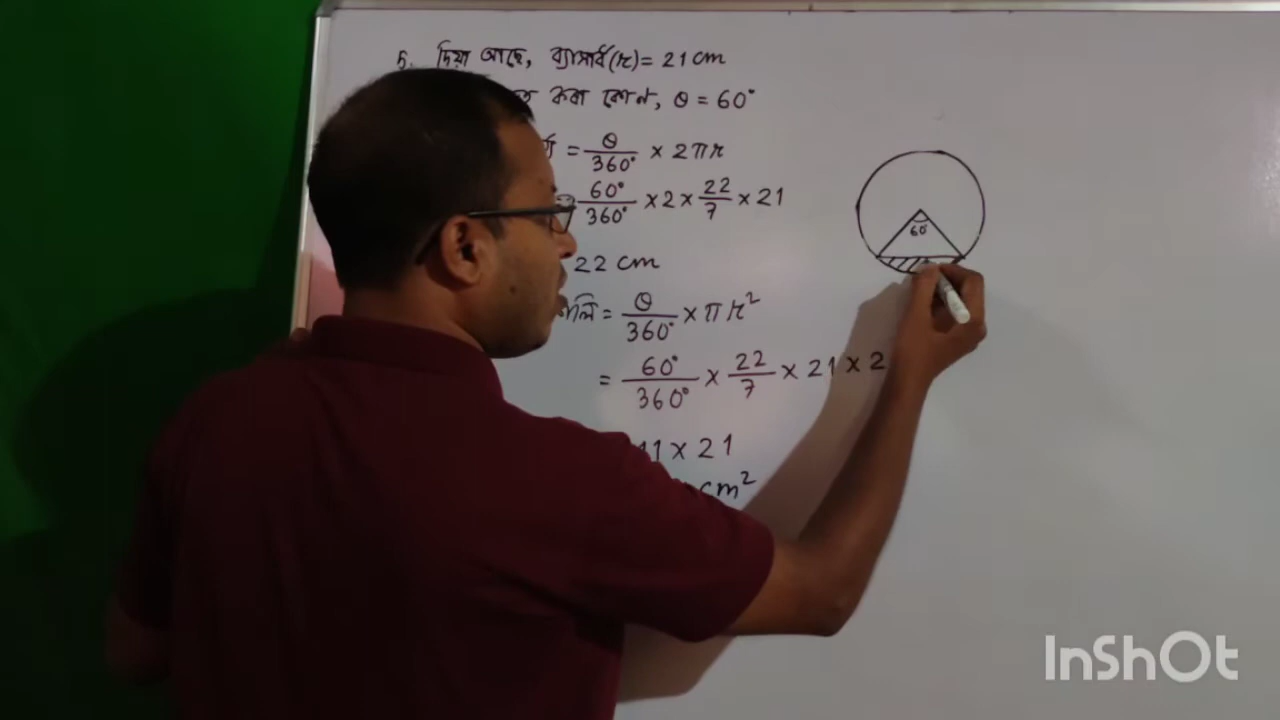 5. দিয়া আছে, ব্যাসার্ধ(r) = 21 cm
কৰা কোণ, θ = 60°
= θ/360° × 2πr
60°/360° × 2 × 22/7 × 21
22 cm
= θ/360° × πr²
= 60°/360° × 22/7 × 21 × 2
11 × 21
cm²
60°
InShOt